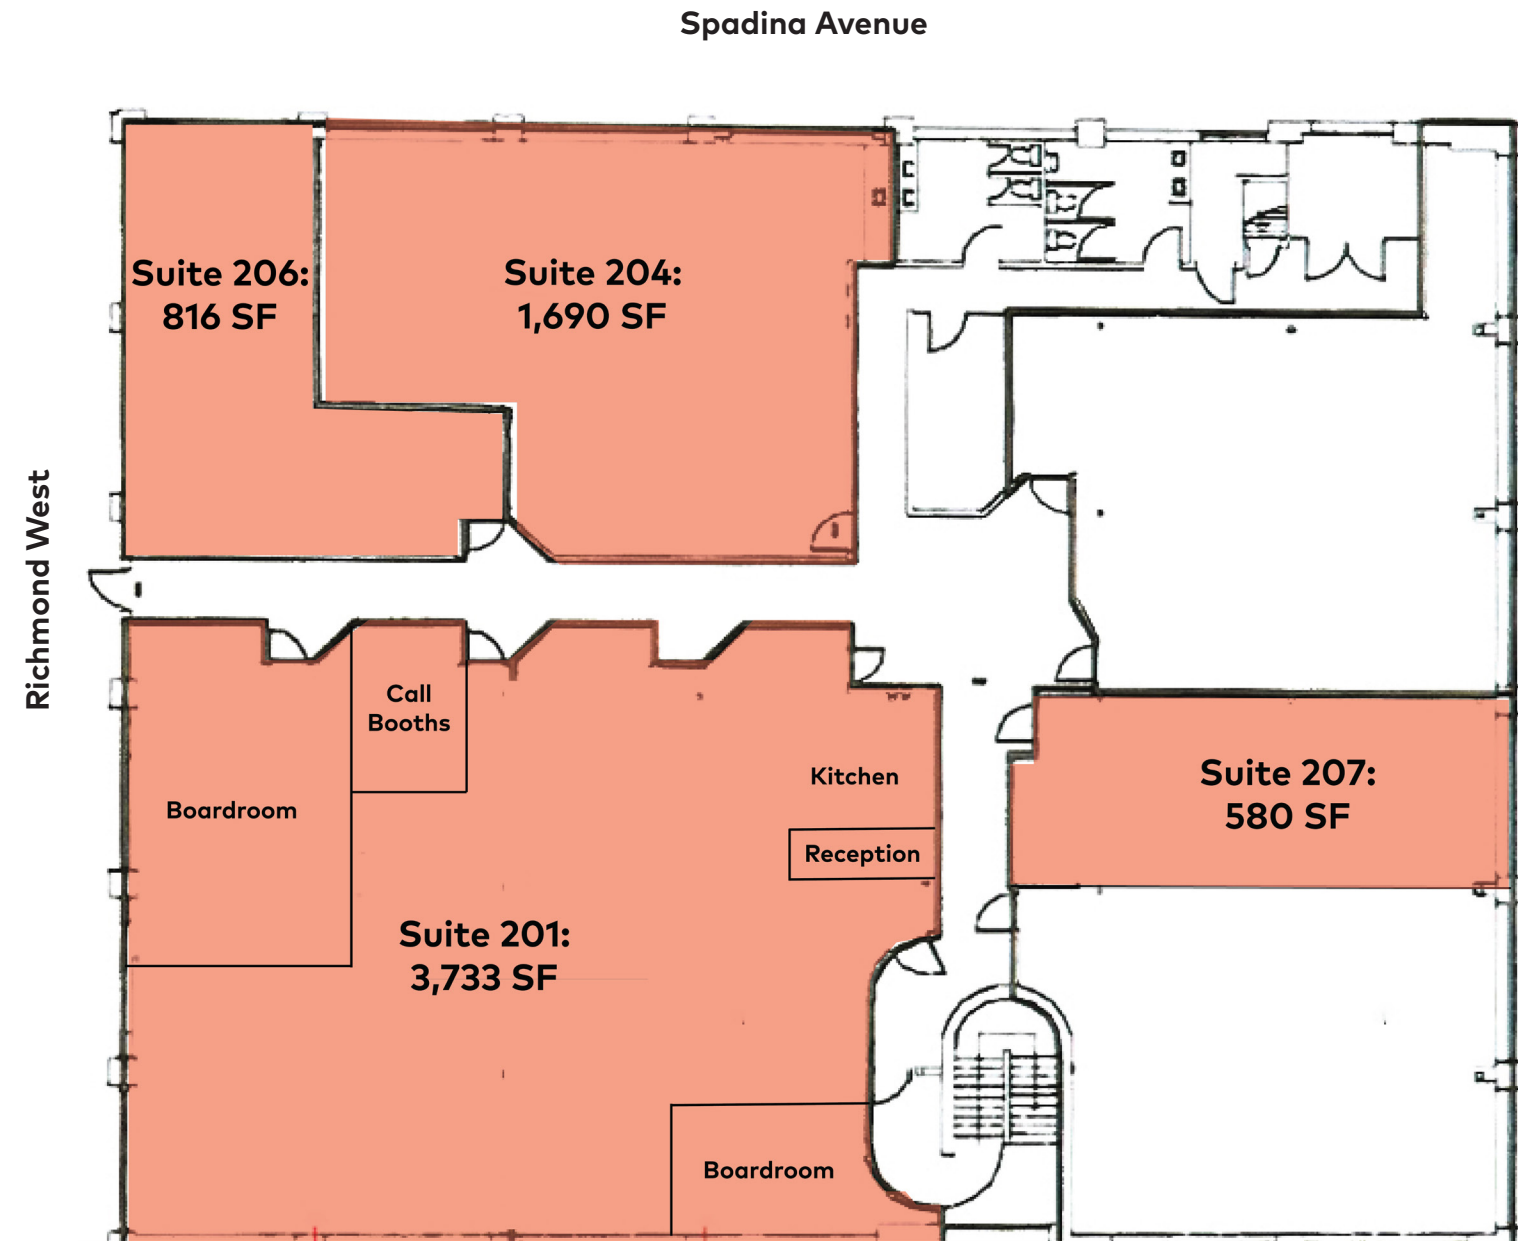 Spadina Avenue
Richmond West
Suite 206:
816 SF
Suite 204:
1,690 SF
Call
Booths
Boardroom
Kitchen
Reception
Suite 207:
580 SF
Suite 201:
3,733 SF
Boardroom